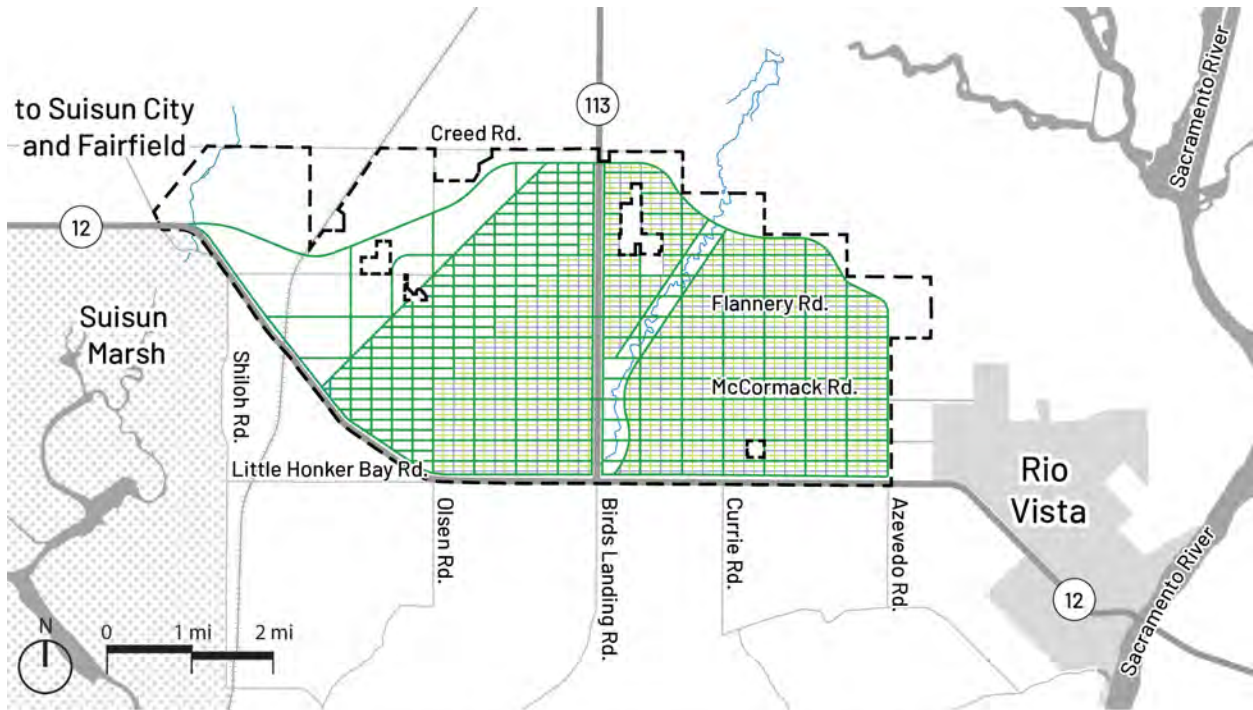 to Suisun City
and Fairfield
Creed Rd.
113
12
Sacramento River
Suisun
Marsh
Shiloh Rd.
Flannery Rd.
McCormack Rd.
Little Honker Bay Rd.
Olsen Rd.
Birds Landing Rd.
Currie Rd.
Azevedo Rd.
Rio
Vista
12
Sacramento River
N
0 1 mi 2 mi